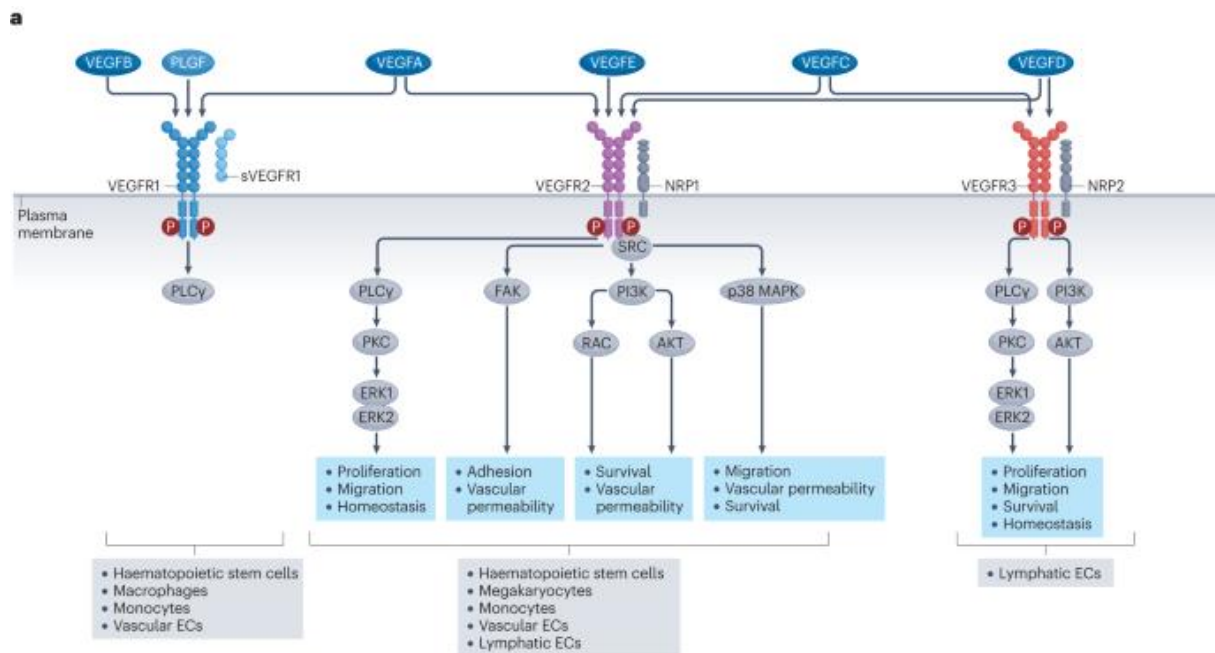 a
VEGFB
PLGF
VEGFA
VEGFE
VEGFC
VEGFD
VEGFR1
sVEGFR1
VEGFR2
NRP1
VEGFR3
NRP2
Plasma
membrane
P
P
P
P
P
P
SRC
PLCγ
PLCγ
FAK
PI3K
p38 MAPK
PLCγ
PI3K
PKC
RAC
AKT
PKC
AKT
ERK1
ERK2
ERK1
ERK2
• Proliferation
• Migration
• Homeostasis
• Adhesion
• Vascular
permeability
• Survival
• Vascular
permeability
• Migration
• Vascular permeability
• Survival
• Proliferation
• Migration
• Survival
• Homeostasis
• Haematopoietic stem cells
• Macrophages
• Monocytes
• Vascular ECs
• Haematopoietic stem cells
• Megakaryocytes
• Monocytes
• Vascular ECs
• Lymphatic ECs
• Lymphatic ECs